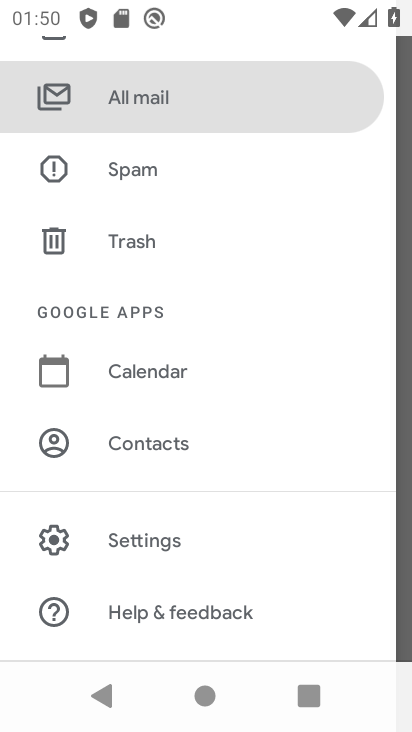 01:50
All mail
Spam
Trash
GOOGLE APPS
Calendar
Contacts
Settings
Help & feedback